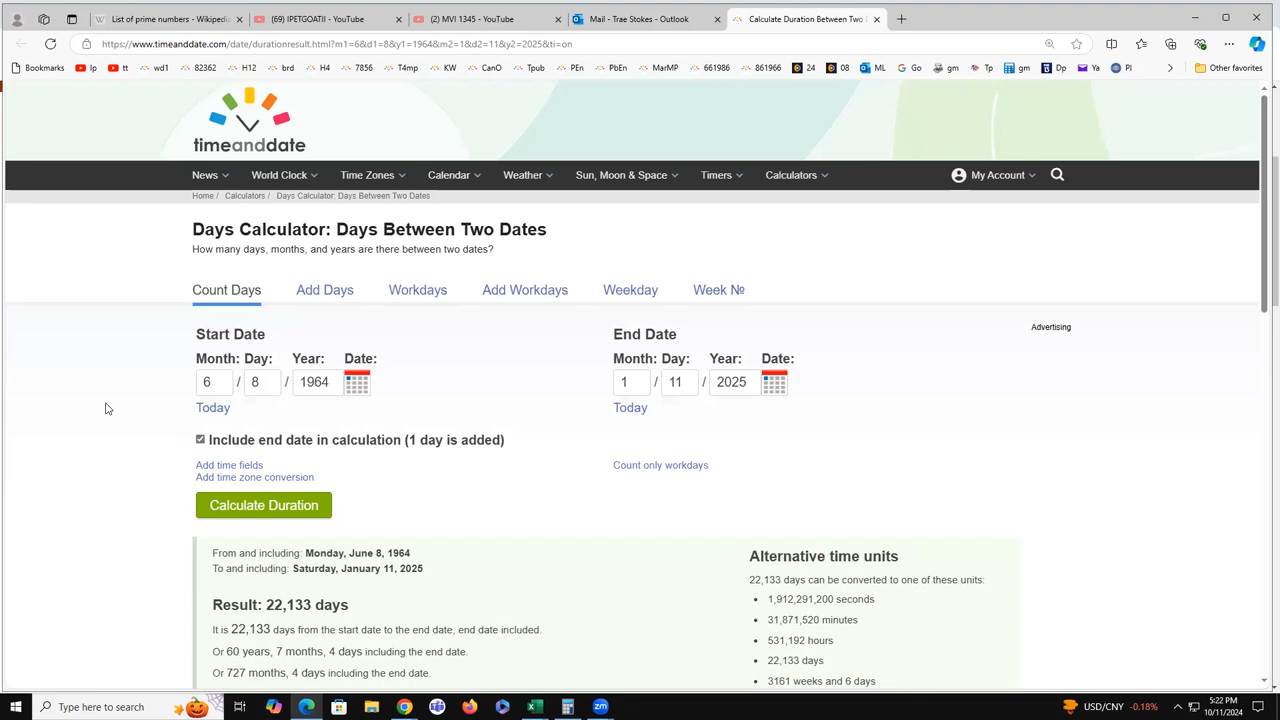 List of prime numbers - Wikiped
(69) IPETGOATII - YouTube
(2) MVI 1345 - YouTube
Mail - Trae Stokes - Outlook
Calculate Duration Between Two D
https://www.timeanddate.com/date/durationresult.html?m1=6&d1=8&y1=1964&m2=1&d2=11&y2=2025&ti=on
Bookmarks Ip tt wd1 82362 H12 brd H4 7856 T4mp KW CanO Tpub PEn PbEn MarMP 661986 861966 24 08 ML Go gm Tp gm Dp Ya Pl Other favorites
timeanddate
News World Clock Time Zones Calendar Weather Sun, Moon & Space Timers Calculators My Account
Home / Calculators / Days Calculator: Days Between Two Dates
Days Calculator: Days Between Two Dates
How many days, months, and years are there between two dates?
Count Days Add Days Workdays Add Workdays Weekday Week №
Advertising
Start Date End Date
Month: Day: Year: Date: Month: Day: Year: Date:
6 / 8 / 1964 1 / 11 / 2025
Today Today
Include end date in calculation (1 day is added)
Add time fields Count only workdays
Add time zone conversion
Calculate Duration
From and including: Monday, June 8, 1964
To and including: Saturday, January 11, 2025
Result: 22,133 days
It is 22,133 days from the start date to the end date, end date included.
Or 60 years, 7 months, 4 days including the end date.
Or 727 months, 4 days including the end date.
Alternative time units
22,133 days can be converted to one of these units:
1,912,291,200 seconds
31,871,520 minutes
531,192 hours
22,133 days
3161 weeks and 6 days
Type here to search
USD/CNY -0.18%
5:22 PM
10/11/2024